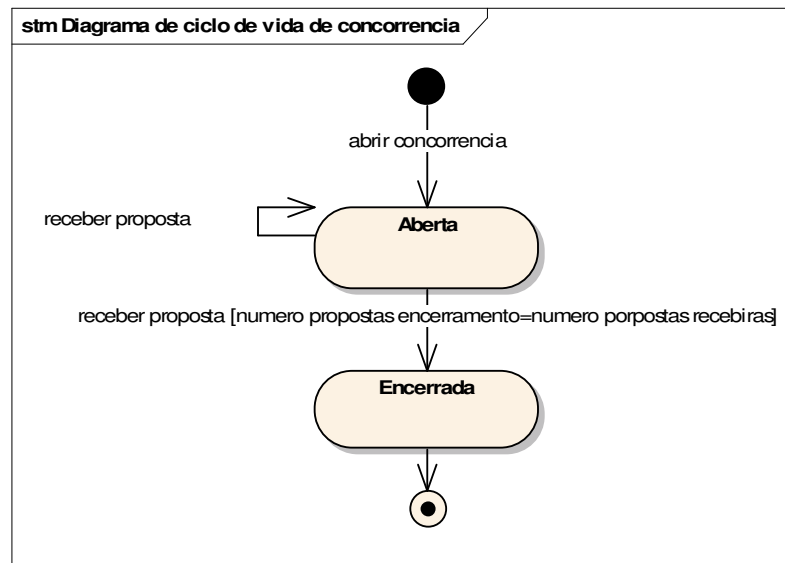 stm Diagrama de ciclo de vida de concorrencia
abrir concorrencia
receber proposta
Aberta
receber proposta [numero propostas encerramento=numero porpostas recebiras]
Encerrada